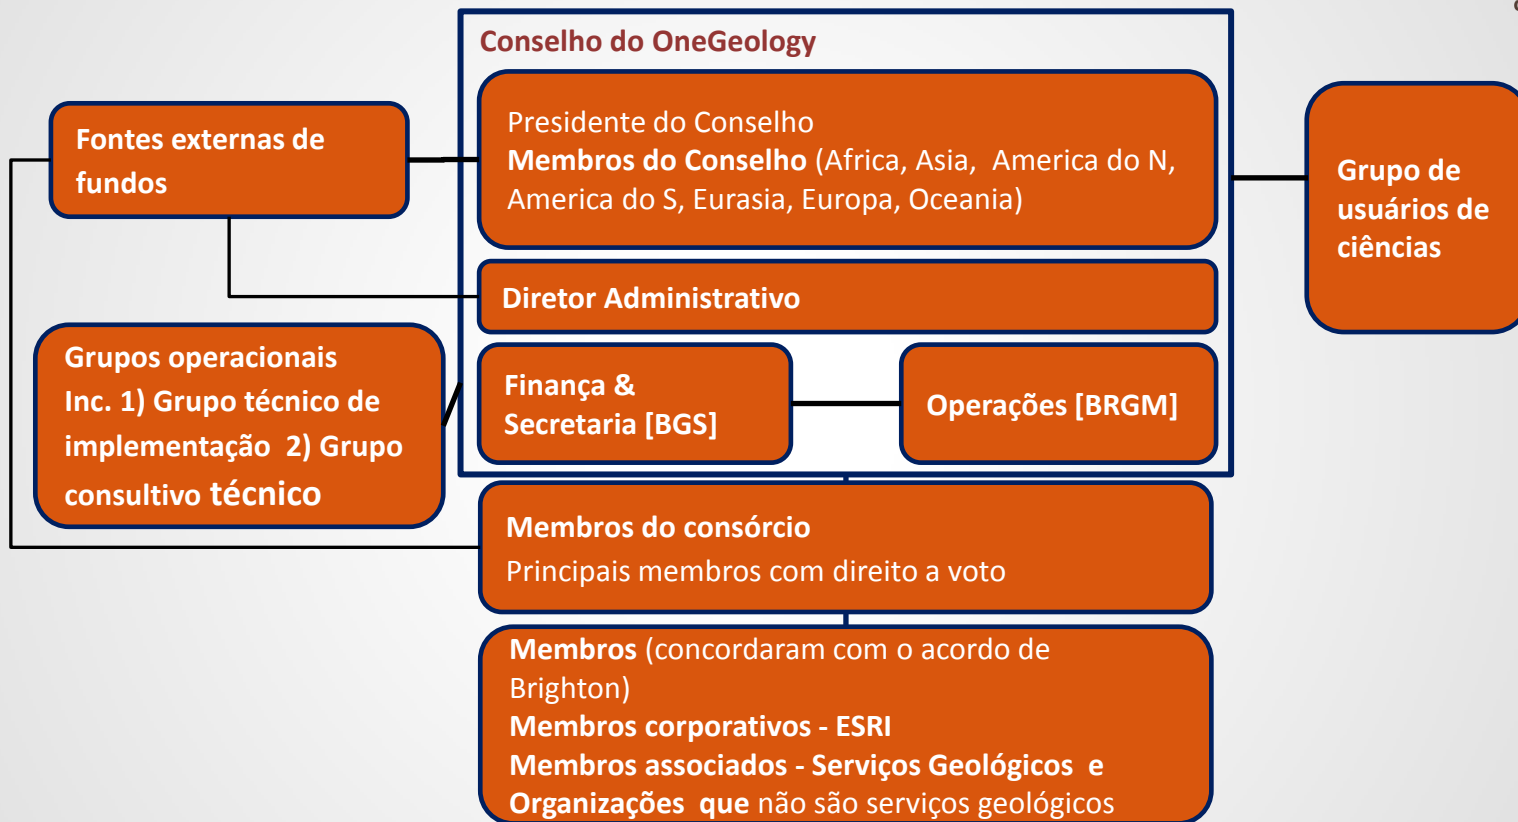 Conselho do OneGeology
Presidente do Conselho
Membros do Conselho (Africa, Asia, America do N,
America do S, Eurasia, Europa, Oceania)
Fontes externas de
fundos
Grupo de
usuários de
ciências
Diretor Administrativo
Grupos operacionais
Inc. 1) Grupo técnico de
implementação 2) Grupo
consultivo técnico
Finança &
Secretaria [BGS]
Operações [BRGM]
Membros do consórcio
Principais membros com direito a voto
Membros (concordaram com o acordo de
Brighton)
Membros corporativos - ESRI
Membros associados - Serviços Geológicos e
Organizações que não são serviços geológicos